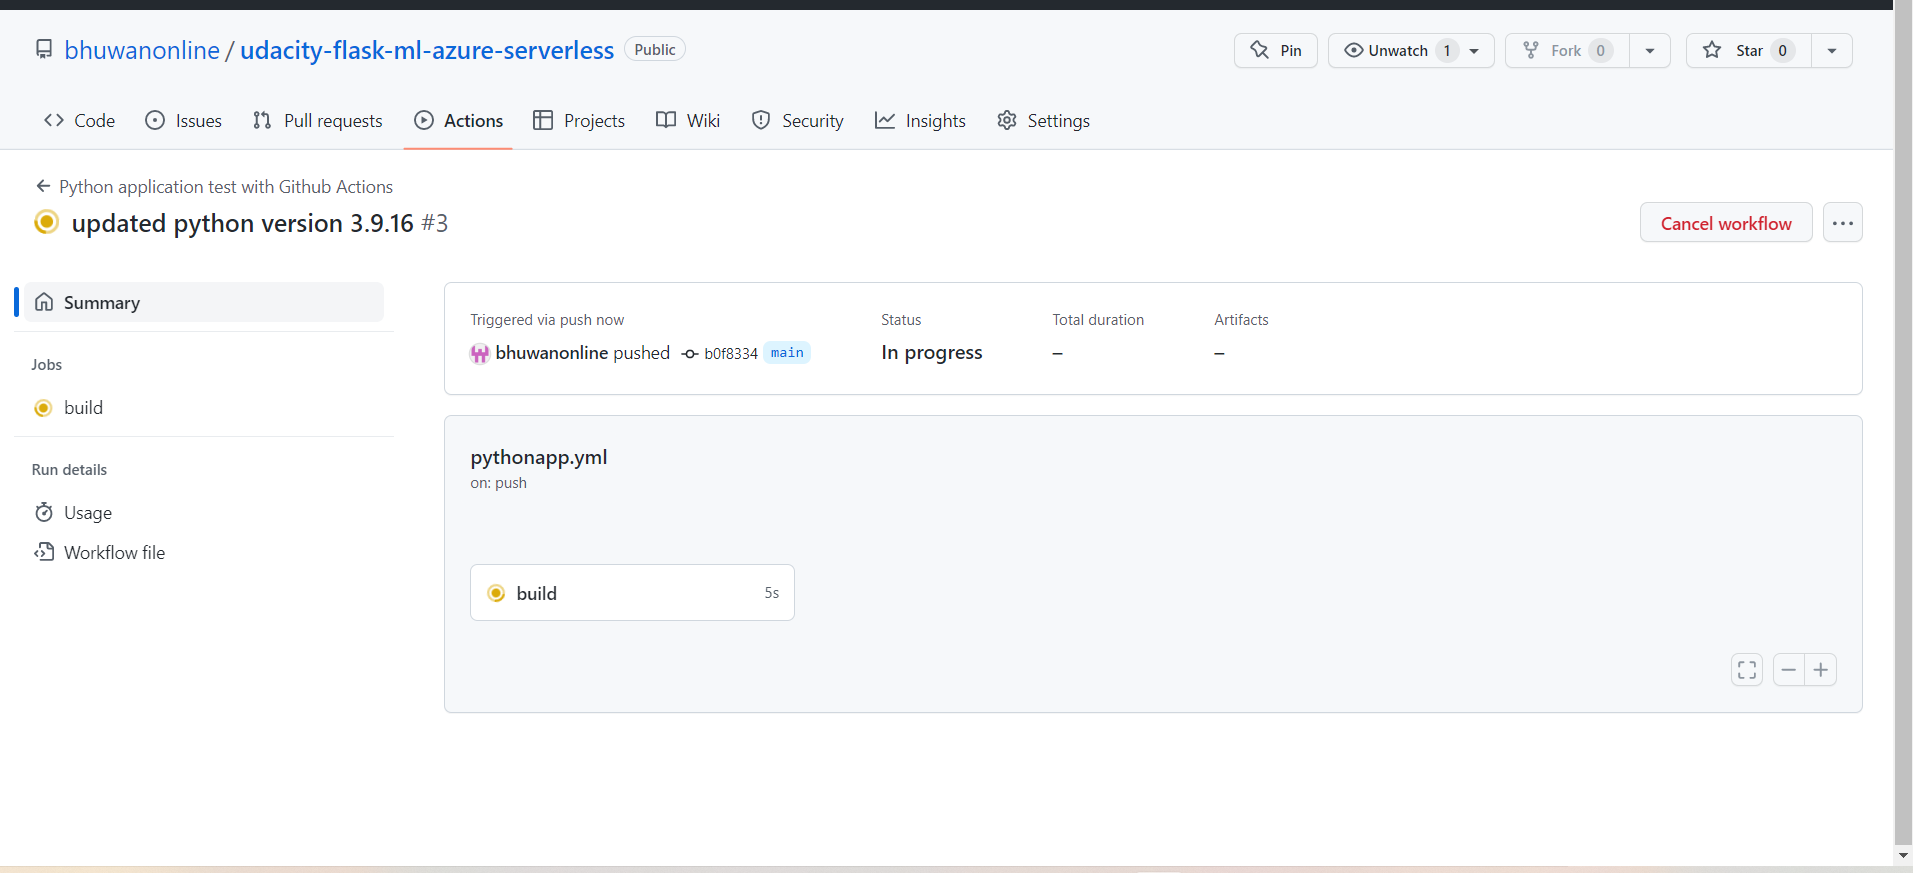 bhuwanonline / udacity-flask-ml-azure-serverless Public
Pin Unwatch 1 Fork 0 Star 0
Code Issues Pull requests Actions Projects Wiki Security Insights Settings
Python application test with Github Actions
updated python version 3.9.16 #3
Cancel workflow
Summary
Jobs
build
Run details
Usage
Workflow file
Triggered via push now
bhuwanonline pushed b0f8334 main
Status
In progress
Total duration
–
Artifacts
–
pythonapp.yml
on: push
build 5s